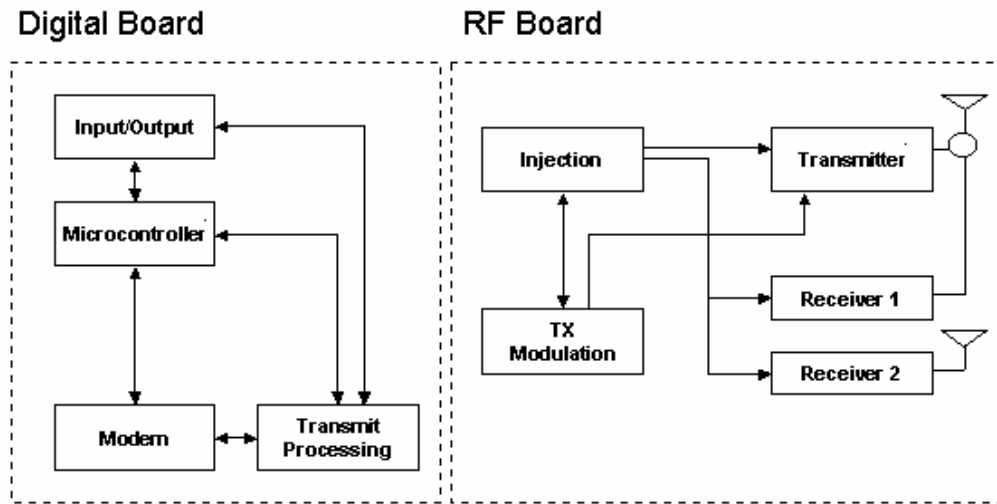 Digital Board
RF Board
Input/Output
Microcontroller
Modem
Transmit
Processing
Injection
TX
Modulation
Transmitter
Receiver 1
Receiver 2